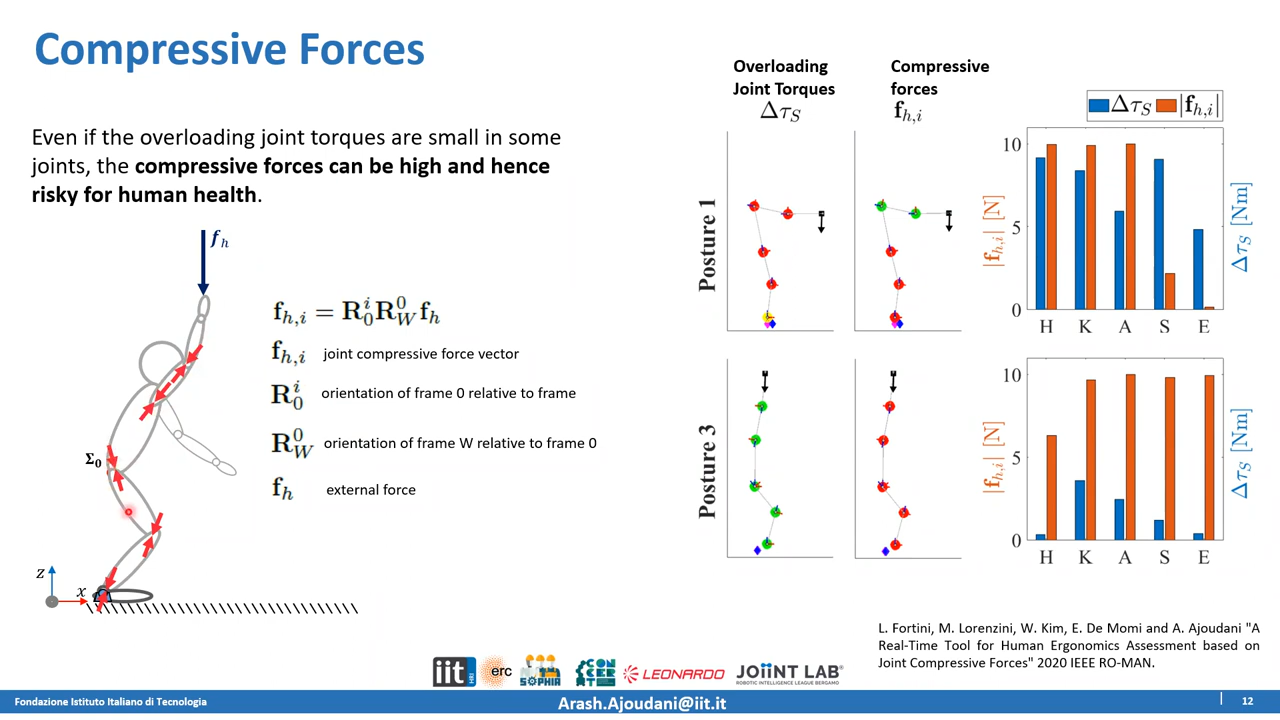 Compressive Forces
Even if the overloading joint torques are small in some
joints, the compressive forces can be high and hence
risky for human health.
f_h
Σ₀
z
x
f_{h,i} = R_0^i R_W^0 f_h
f_{h,i} joint compressive force vector
R_0^i orientation of frame 0 relative to frame
R_W^0 orientation of frame W relative to frame 0
f_h external force
Overloading
Joint Torques
Δτ_S
Compressive
forces
f_{h,i}
Posture 1
Posture 3
Δτ_S |f_{h,i}|
10
5
0
|f_{h,i}| [N]
Δτ_S [Nm]
H K A S E
10
5
0
|f_{h,i}| [N]
Δτ_S [Nm]
H K A S E
L. Fortini, M. Lorenzini, W. Kim, E. De Momi and A. Ajoudani "A
Real-Time Tool for Human Ergonomics Assessment based on
Joint Compressive Forces" 2020 IEEE RO-MAN.
iit HRI
erc
SOPHIA
LEONARDO
JOiiNT LAB
ROBOTIC INTELLIGENCE LEAGUE BERGAMO
Fondazione Istituto Italiano di Tecnologia
Arash.Ajoudani@iit.it
12